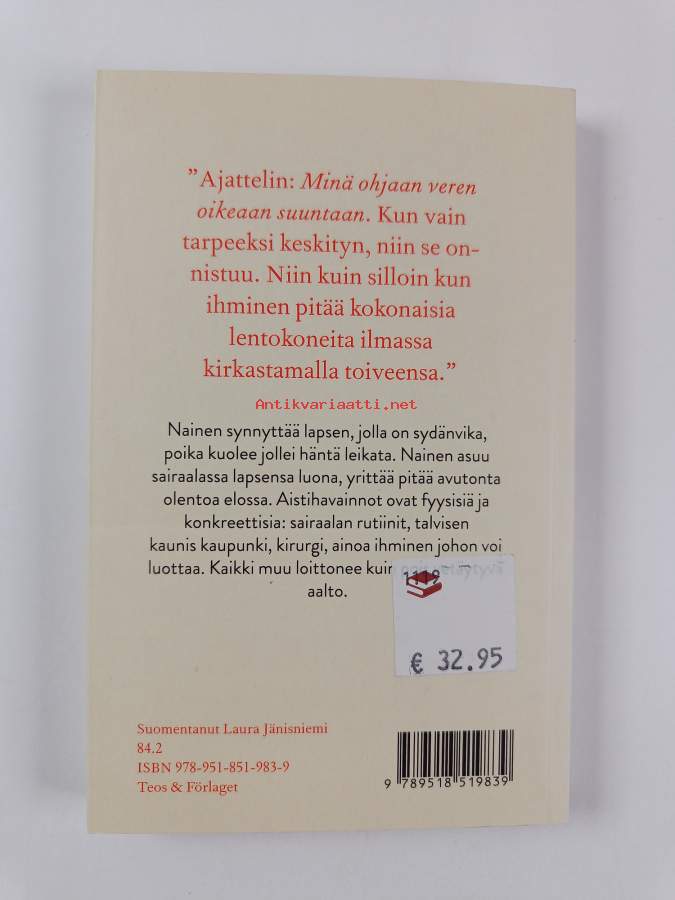 ”Ajattelin: Minä ohjaan veren
oikeaan suuntaan. Kun vain
tarpeeksi keskityn, niin se on-
nistuu. Niin kuin silloin kun
ihminen pitää kokonaisia
lentokoneita ilmassa
kirkastamalla toiveensa.”
Antikvariaatti.net
Nainen synnyttää lapsen, jolla on sydänvika,
poika kuolee jollei häntä leikata. Nainen asuu
sairaalassa lapsensa luona, yrittää pitää avutonta
olentoa elossa. Aistihavainnot ovat fyysisiä ja
konkreettisia: sairaalan rutiinit, talvisen
kaunis kaupunki, kirurgi, ainoa ihminen johon voi
luottaa. Kaikki muu loittonee kuin
aalto.
1119
€ 32.95
Suomentanut Laura Jänisniemi
84.2
ISBN 978-951-851-983-9
Teos & Förlaget
9 789518 519839